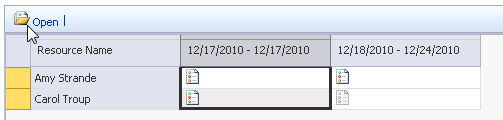 Open
Resource Name 12/17/2010 - 12/17/2010 12/18/2010 - 12/24/2010
Amy Strande
Carol Troup